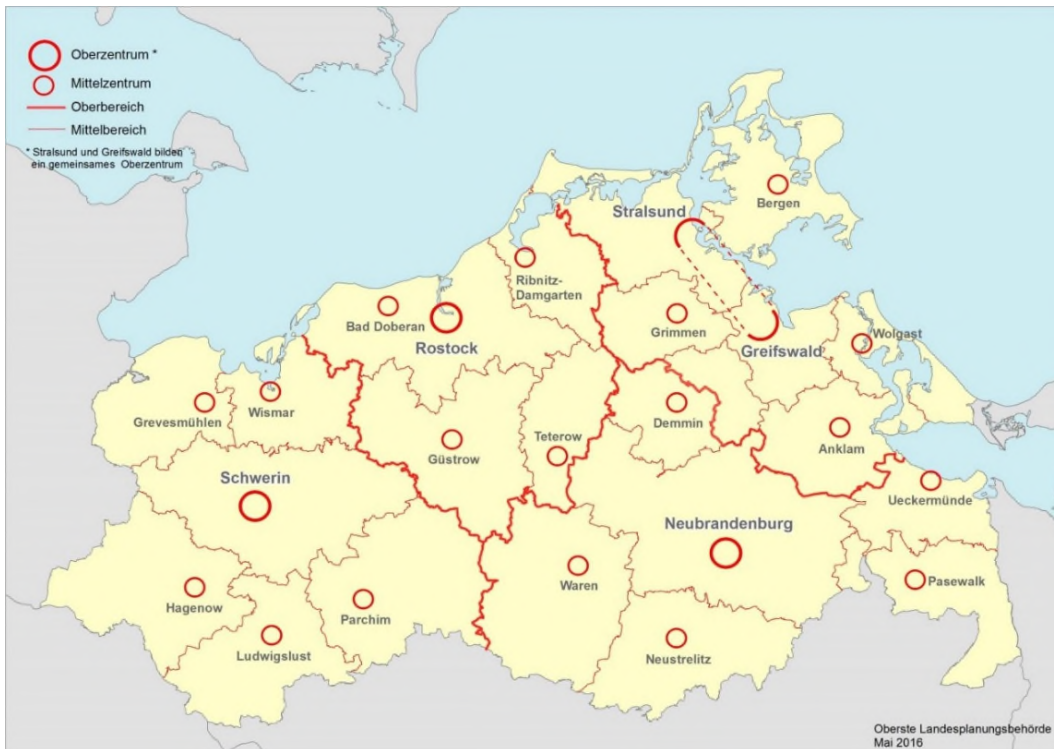 Oberzentrum *
Mittelzentrum
Oberbereich
Mittelbereich
* Stralsund und Greifswald bilden
ein gemeinsames Oberzentrum
Bergen
Stralsund
Ribnitz-
Damgarten
Bad Doberan
Rostock
Grimmen
Greifswald
Wolgast
Grevesmühlen
Wismar
Güstrow
Teterow
Demmin
Anklam
Schwerin
Ueckermünde
Neubrandenburg
Hagenow
Parchim
Waren
Pasewalk
Ludwigslust
Neustrelitz
Oberste Landesplanungsbehörde
Mai 2016